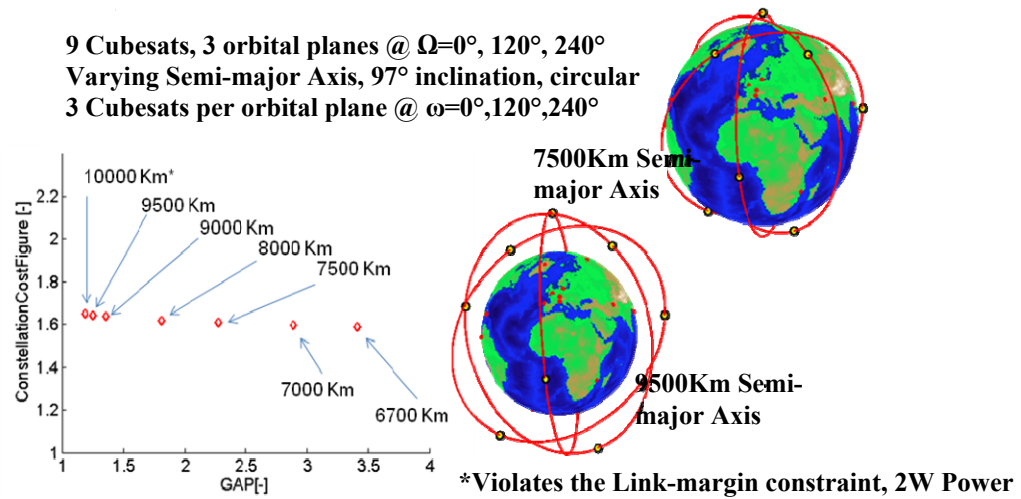 9 Cubesats, 3 orbital planes @ Ω=0°, 120°, 240°
Varying Semi-major Axis, 97° inclination, circular
3 Cubesats per orbital plane @ ω=0°,120°,240°
7500Km Semi-
major Axis
10000 Km*
9500 Km
9000 Km
8000 Km
7500 Km
7000 Km
6700 Km
2.2
2
1.8
1.6
1.4
1.2
1
ConstellationCostFigure [-]
1
1.5
2
2.5
3
3.5
4
GAP[-]
9500Km Semi-
major Axis
*Violates the Link-margin constraint, 2W Power